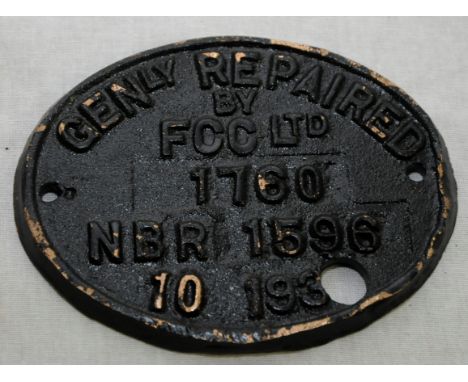 GENLY REPAIRED
BY
FCC LTD
1760
NBR 1596
10 193